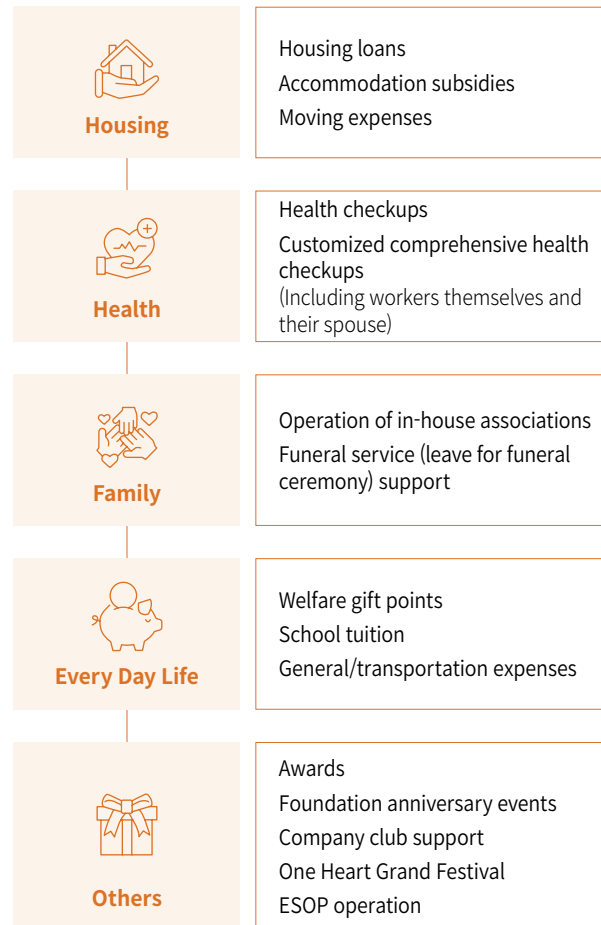 Housing
Housing loans
Accommodation subsidies
Moving expenses
Health
Health checkups
Customized comprehensive health
checkups
(Including workers themselves and
their spouse)
Family
Operation of in-house associations
Funeral service (leave for funeral
ceremony) support
Every Day Life
Welfare gift points
School tuition
General/transportation expenses
Others
Awards
Foundation anniversary events
Company club support
One Heart Grand Festival
ESOP operation